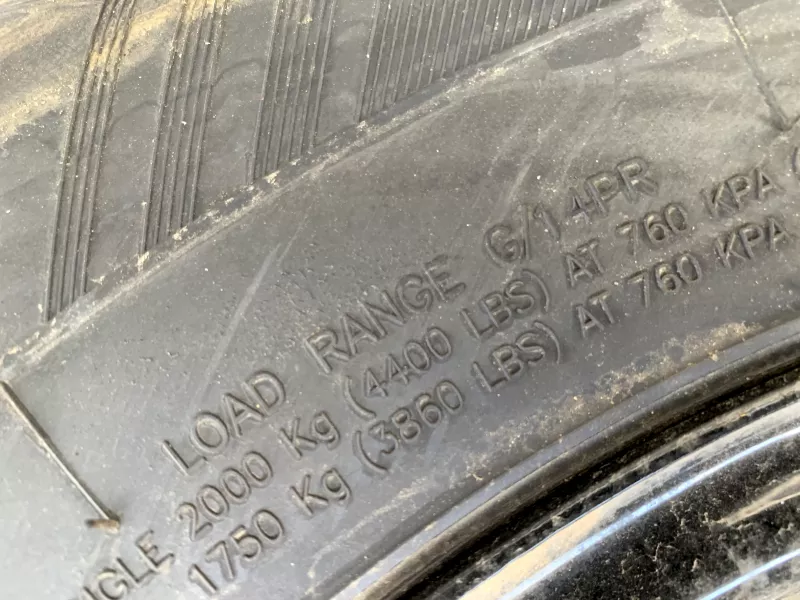 LOAD RANGE G/14PR
2000 Kg (4400 LBS) AT 760 KPA (
1750 Kg (3860 LBS) AT 760 KPA